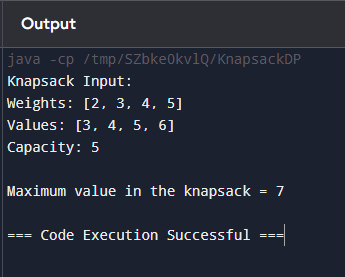 Output
java -cp /tmp/SZbkeOkvlQ/KnapsackDP
Knapsack Input:
Weights: [2, 3, 4, 5]
Values: [3, 4, 5, 6]
Capacity: 5
Maximum value in the knapsack = 7
=== Code Execution Successful ===